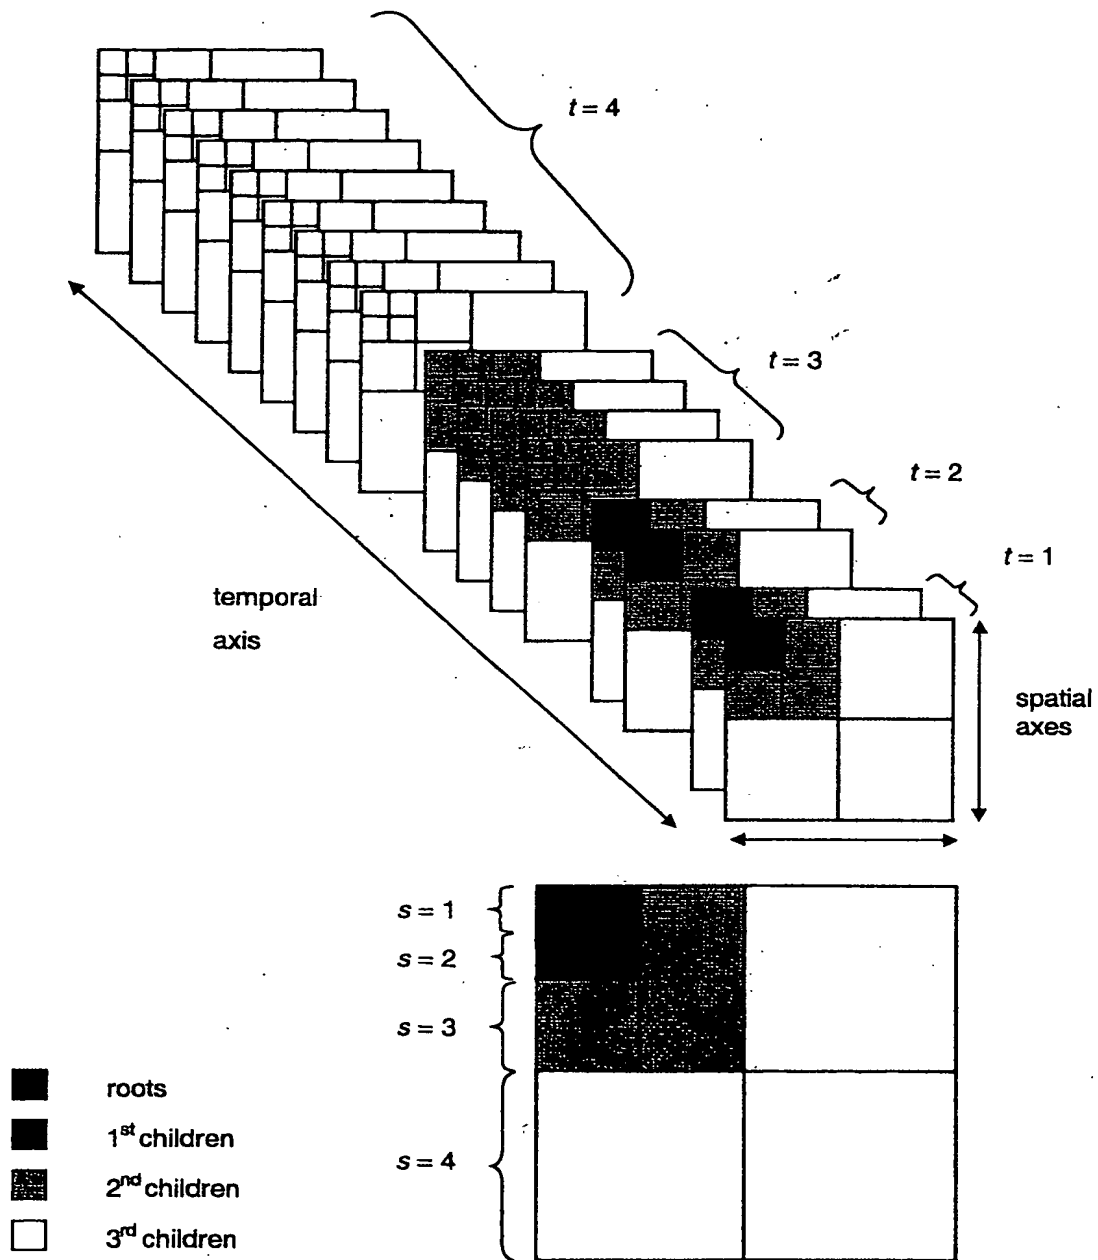 t = 4
t = 3
t = 2
t = 1
temporal
axis
spatial
axes
s = 1
s = 2
s = 3
s = 4
roots
1st children
2nd children
3rd children